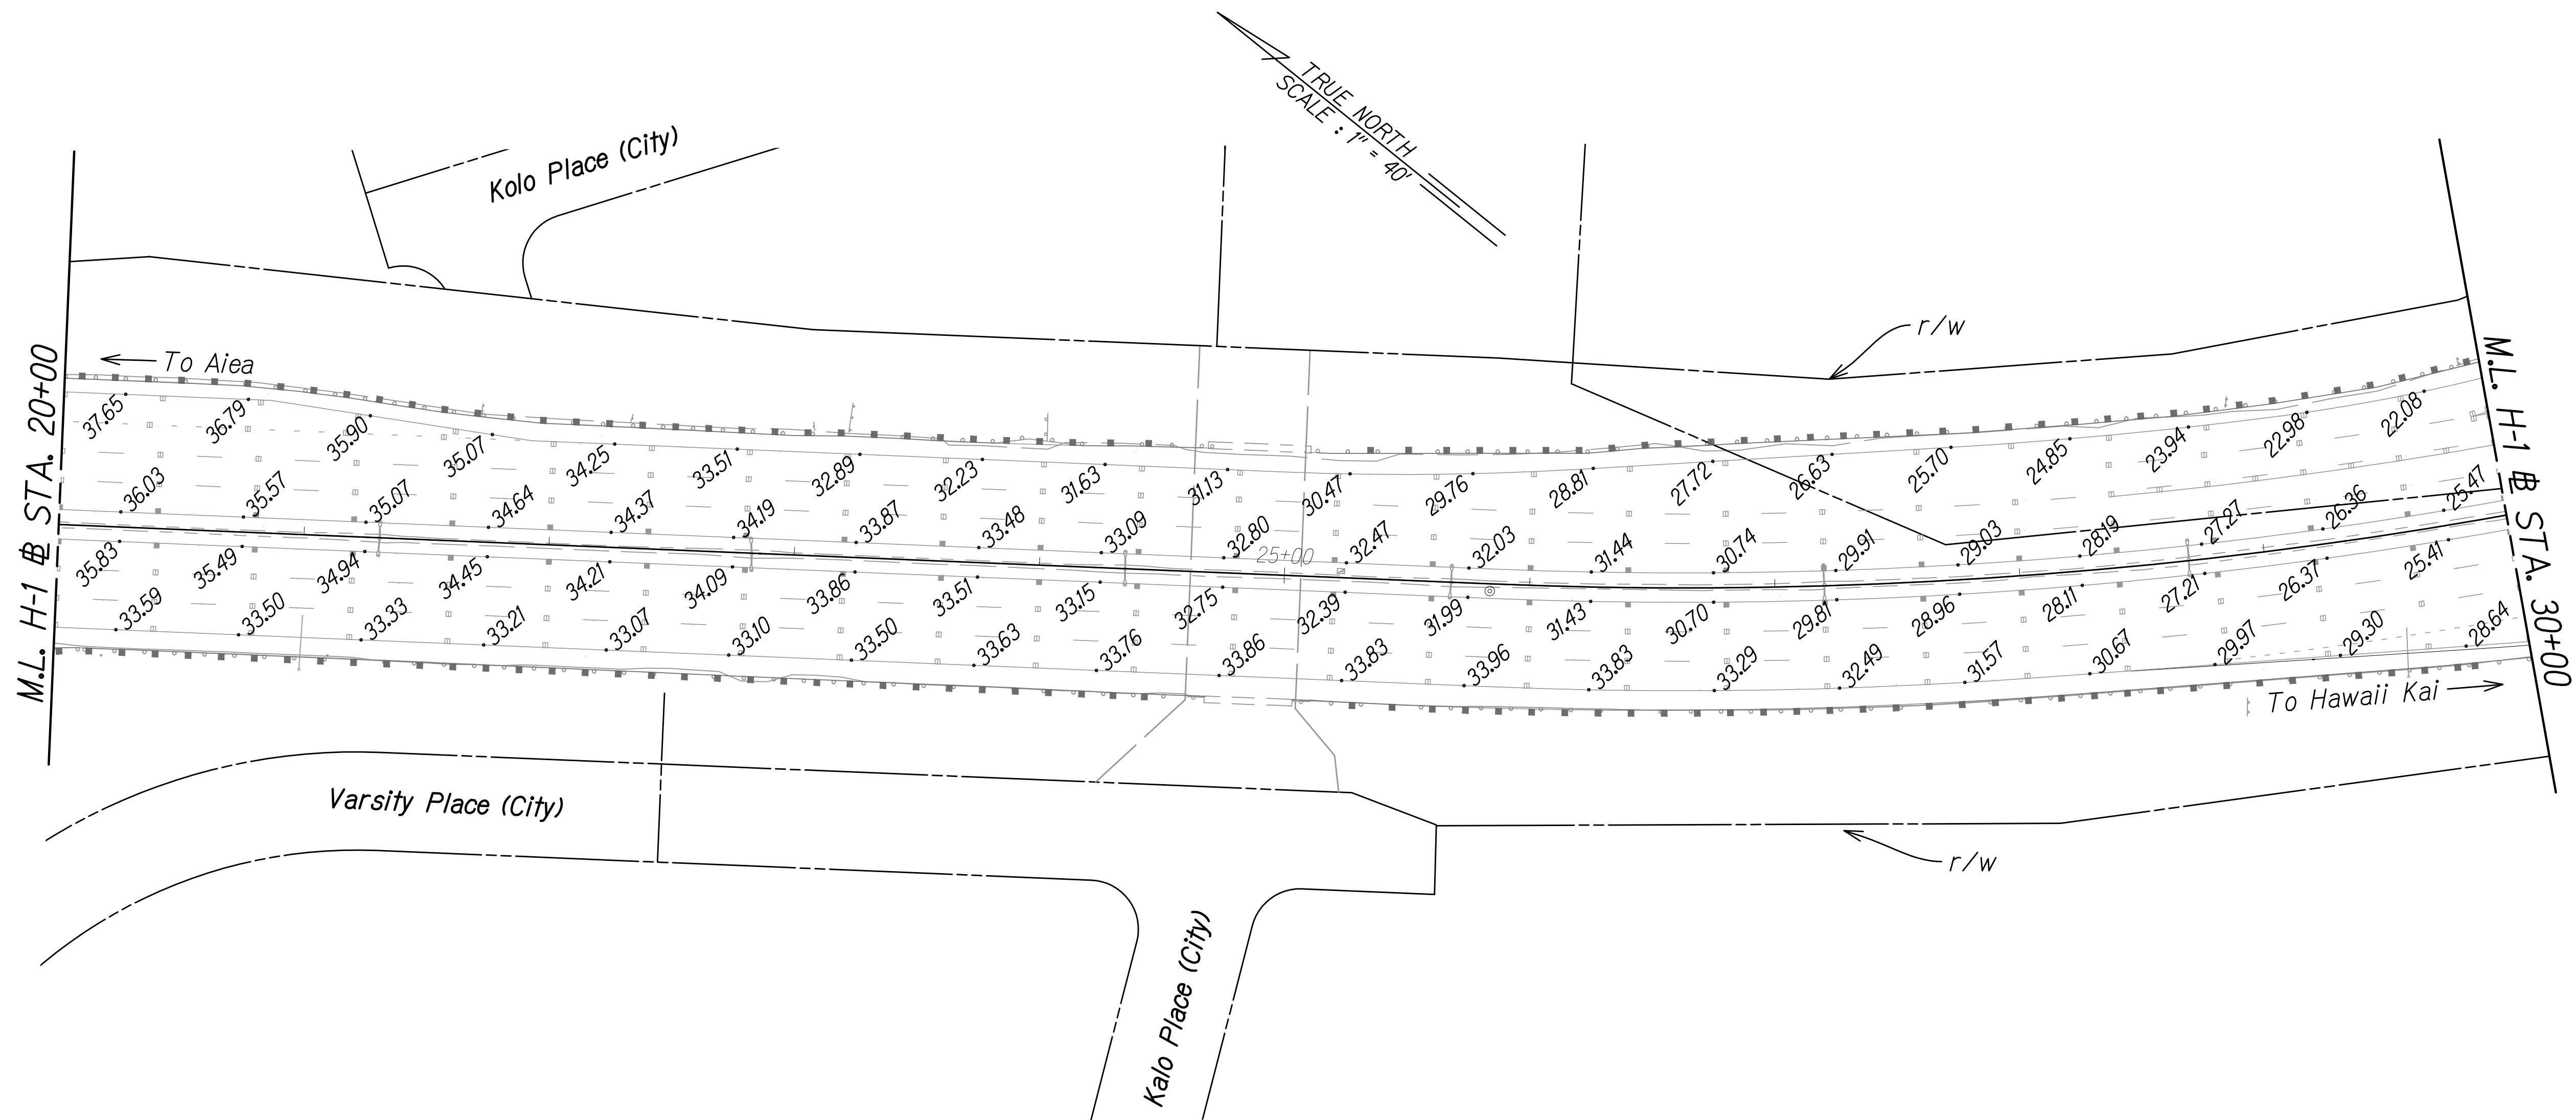 TRUE NORTH
SCALE : 1" = 40'
Kolo Place (City)
r/w
To Aiea
M.L. H-1 ⅊ STA. 20+00
M.L. H-1 ⅊ STA. 30+00
37.65 36.79 35.90 35.07 34.25 33.51 32.89 32.23 31.63 31.13 30.47 29.76 28.81 27.72 26.63 25.70 24.85 23.94 22.98 22.08
36.03 35.57 35.07 34.64 34.37 34.19 33.87 33.48 33.09 32.80 32.47 32.03 31.44 30.74 29.91 29.03 28.19 27.27 26.36 25.47
25+00
35.83 35.49 34.94 34.45 34.21 34.09 33.86 33.51 33.15 32.75 32.39 31.99 31.43 30.70 29.81 28.96 28.11 27.21 26.37 25.41
33.59 33.50 33.33 33.21 33.07 33.10 33.50 33.63 33.76 33.86 33.83 33.96 33.83 33.29 32.49 31.57 30.67 29.97 29.30 28.64
To Hawaii Kai
Varsity Place (City)
r/w
Kalo Place (City)